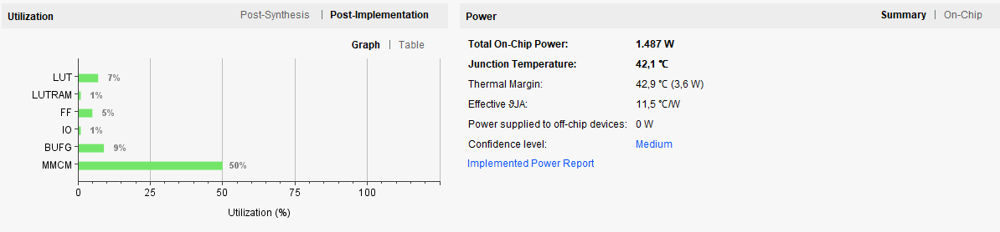 Utilization
Post-Synthesis | Post-Implementation
Graph | Table
LUT 7%
LUTRAM 1%
FF 5%
IO 1%
BUFG 9%
MMCM 50%
0 25 50 75 100
Utilization (%)
Power
Summary | On-Chip
Total On-Chip Power: 1.487 W
Junction Temperature: 42,1 °C
Thermal Margin: 42,9 °C (3,6 W)
Effective ϑJA: 11,5 °C/W
Power supplied to off-chip devices: 0 W
Confidence level: Medium
Implemented Power Report